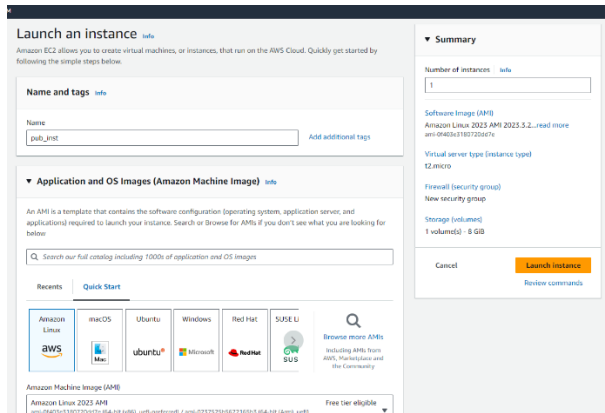 Launch an instance Info
Amazon EC2 allows you to create virtual machines, or instances, that run on the AWS Cloud. Quickly get started by
following the simple steps below.
Name and tags Info
Name
pub_inst
Add additional tags
Application and OS Images (Amazon Machine Image) Info
An AMI is a template that contains the software configuration (operating system, application server, and
applications) required to launch your instance. Search or Browse for AMIs if you don't see what you are looking for
below
Search our full catalog including 1000s of application and OS images
Recents
Quick Start
Amazon
Linux
aws
macOS
Mac
Ubuntu
ubuntu
Windows
Microsoft
Red Hat
RedHat
SUSE Li
SUS
Browse more AMIs
Including AMIs from
AWS, Marketplace and
the Community
Amazon Machine Image (AMI)
Amazon Linux 2023 AMI
Free tier eligible
Summary
Number of instances Info
1
Software Image (AMI)
Amazon Linux 2023 AMI 2023.3.2...read more
Virtual server type (instance type)
t2.micro
Firewall (security group)
New security group
Storage (volumes)
1 volume(s) - 8 GiB
Cancel
Launch instance
Review commands